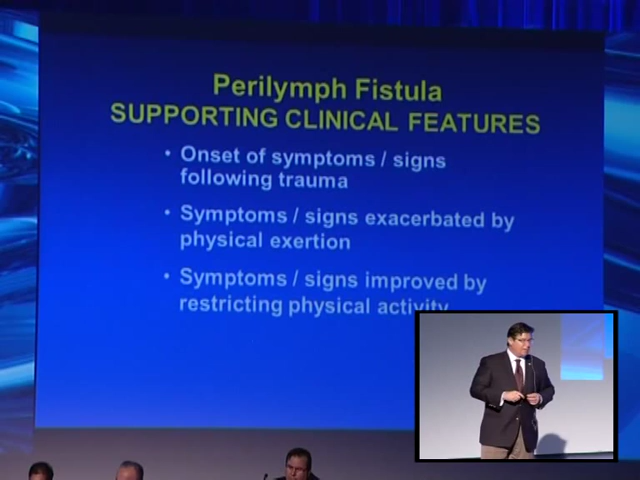 Perilymph Fistula
SUPPORTING CLINICAL FEATURES
• Onset of symptoms / signs
following trauma
• Symptoms / signs exacerbated by
physical exertion
• Symptoms / signs improved by
restricting physical activity